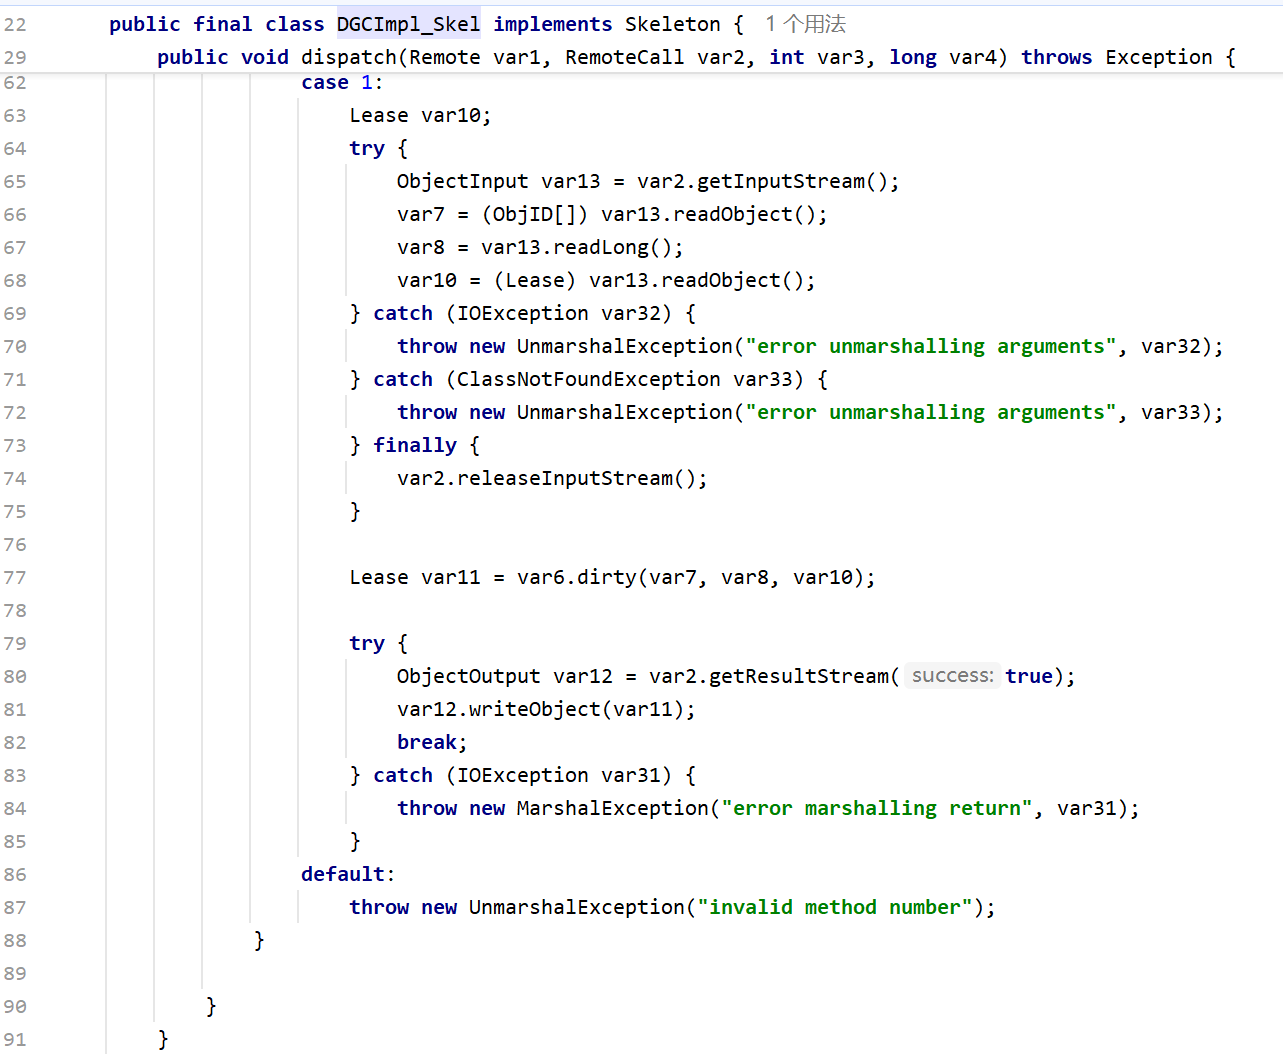 22 public final class DGCImpl_Skel implements Skeleton { 1 个用法
29 public void dispatch(Remote var1, RemoteCall var2, int var3, long var4) throws Exception {
62 case 1:
63 Lease var10;
64 try {
65 ObjectInput var13 = var2.getInputStream();
66 var7 = (ObjID[]) var13.readObject();
67 var8 = var13.readLong();
68 var10 = (Lease) var13.readObject();
69 } catch (IOException var32) {
70 throw new UnmarshalException("error unmarshalling arguments", var32);
71 } catch (ClassNotFoundException var33) {
72 throw new UnmarshalException("error unmarshalling arguments", var33);
73 } finally {
74 var2.releaseInputStream();
75 }
76
77 Lease var11 = var6.dirty(var7, var8, var10);
78
79 try {
80 ObjectOutput var12 = var2.getResultStream( success: true);
81 var12.writeObject(var11);
82 break;
83 } catch (IOException var31) {
84 throw new MarshalException("error marshalling return", var31);
85 }
86 default:
87 throw new UnmarshalException("invalid method number");
88 }
89
90 }
91 }